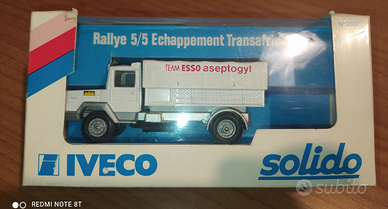 Rallye 5/5 Echappement Transafric
TEAM ESSO aseptogyl
IVECO
solido
subito
REDMI NOTE 8T